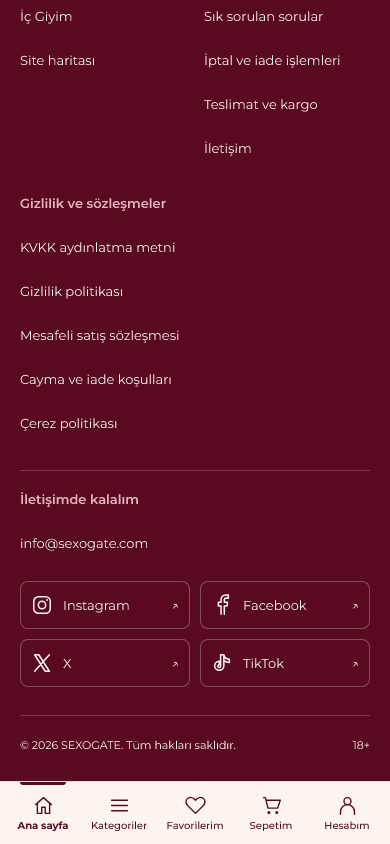 İç Giyim
Sık sorulan sorular
Site haritası
İptal ve iade işlemleri
Teslimat ve kargo
İletişim
Gizlilik ve sözleşmeler
KVKK aydınlatma metni
Gizlilik politikası
Mesafeli satış sözleşmesi
Cayma ve iade koşulları
Çerez politikası
İletişimde kalalım
info@sexogate.com
Instagram
Facebook
X
TikTok
© 2026 SEXOGATE. Tüm hakları saklıdır.
18+
Ana sayfa
Kategoriler
Favorilerim
Sepetim
Hesabım